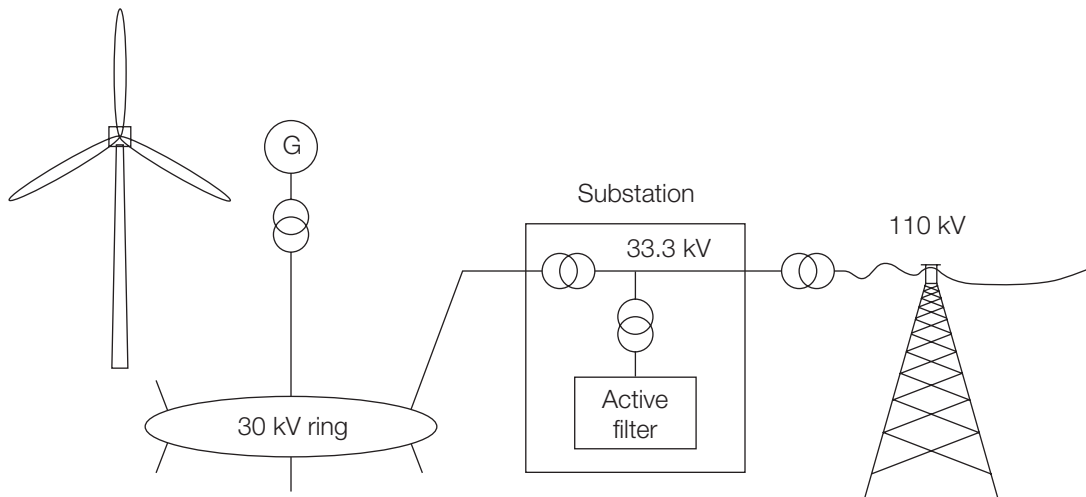 G
Substation
33.3 kV
110 kV
Active
filter
30 kV ring